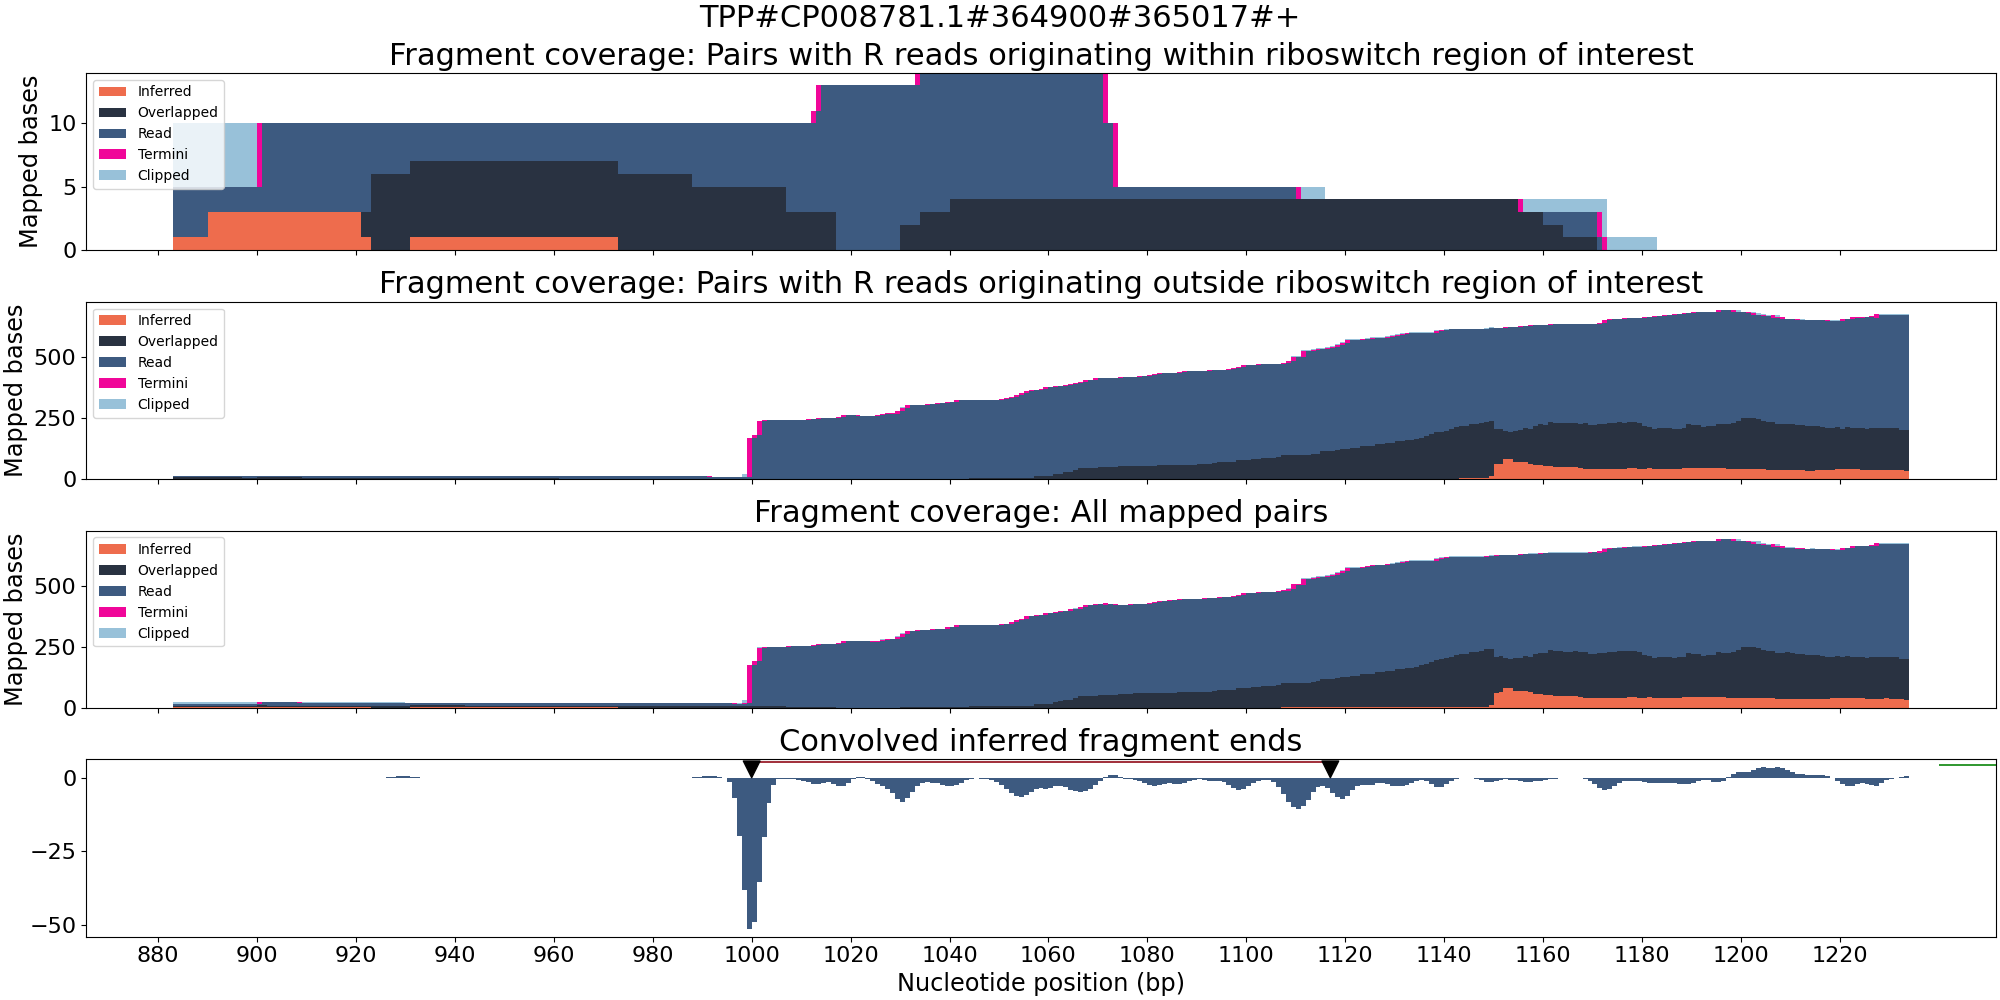 TPP#CP008781.1#364900#365017#+
Fragment coverage: Pairs with R reads originating within riboswitch region of interest
Mapped bases
10
5
0
Inferred
Overlapped
Read
Termini
Clipped
Fragment coverage: Pairs with R reads originating outside riboswitch region of interest
Mapped bases
500
250
0
Inferred
Overlapped
Read
Termini
Clipped
Fragment coverage: All mapped pairs
Mapped bases
500
250
0
Inferred
Overlapped
Read
Termini
Clipped
Convolved inferred fragment ends
0
−25
−50
880 900 920 940 960 980 1000 1020 1040 1060 1080 1100 1120 1140 1160 1180 1200 1220
Nucleotide position (bp)